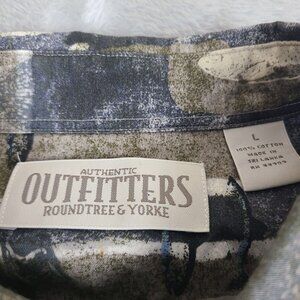 AUTHENTIC
OUTFITTERS
ROUNDTREE & YORKE
L
100% COTTON
MADE IN
SRI LANKA